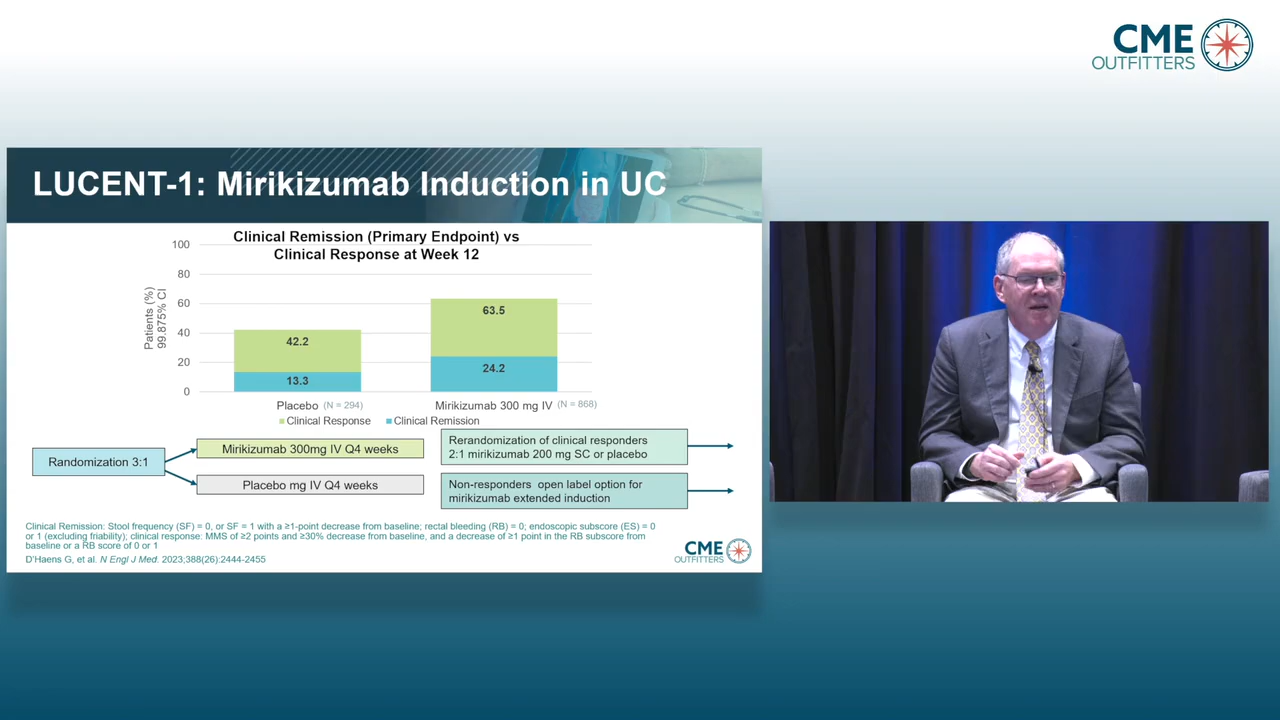 CME
OUTFITTERS
LUCENT-1: Mirikizumab Induction in UC
Clinical Remission (Primary Endpoint) vs
Clinical Response at Week 12
Patients (%)
99.875% CI
100
80
60
40
20
0
42.2
13.3
63.5
24.2
Placebo (N = 294)
Mirikizumab 300 mg IV (N = 868)
Clinical Response
Clinical Remission
Randomization 3:1
Mirikizumab 300mg IV Q4 weeks
Placebo mg IV Q4 weeks
Rerandomization of clinical responders
2:1 mirikizumab 200 mg SC or placebo
Non-responders open label option for
mirikizumab extended induction
Clinical Remission: Stool frequency (SF) = 0, or SF = 1 with a ≥1-point decrease from baseline; rectal bleeding (RB) = 0; endoscopic subscore (ES) = 0
or 1 (excluding friability); clinical response: MMS of ≥2 points and ≥30% decrease from baseline, and a decrease of ≥1 point in the RB subscore from
baseline or a RB score of 0 or 1
D'Haens G, et al. N Engl J Med. 2023;388(26):2444-2455
CME
OUTFITTERS